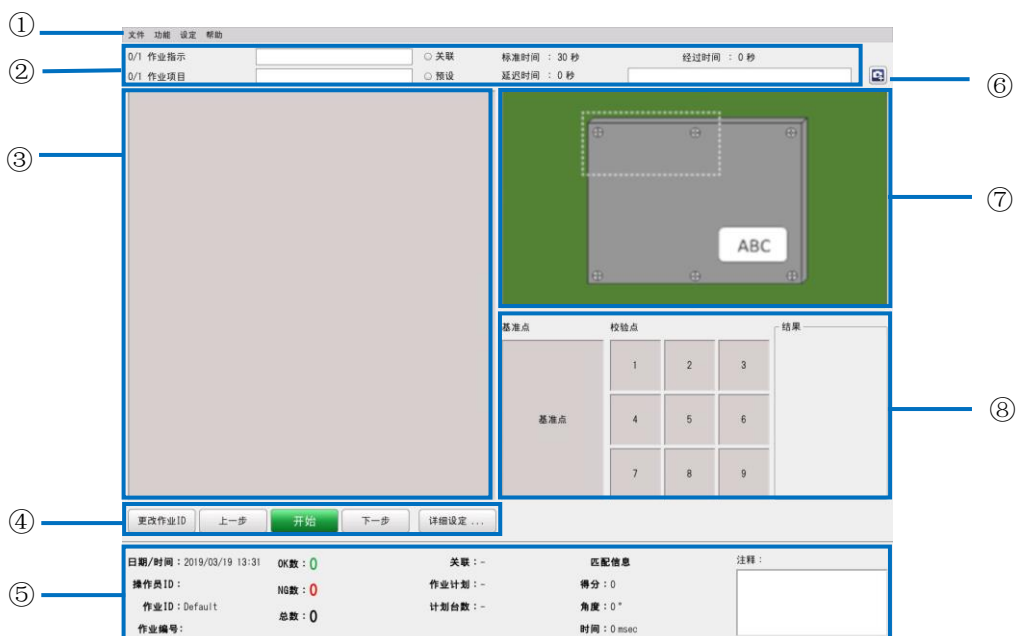 ①
文件 功能 设定 帮助
②
0/1 作业指示 ○ 关联 标准时间 : 30 秒 经过时间 : 0 秒
0/1 作业项目 ○ 预设 延迟时间 : 0 秒
⑥
③
⑦
ABC
基准点 校验点 结果
1 2 3
基准点 4 5 6
7 8 9
⑧
④
更改作业ID 上一步 开始 下一步 详细设定 ...
⑤
日期/时间：2019/03/19 13:31 OK数：0 关联：- 匹配信息 注释：
操作员ID： NG数：0 作业计划：- 得分：0
作业ID：Default 总数：0 计划台数：- 角度：0°
作业编号： 时间：0 msec